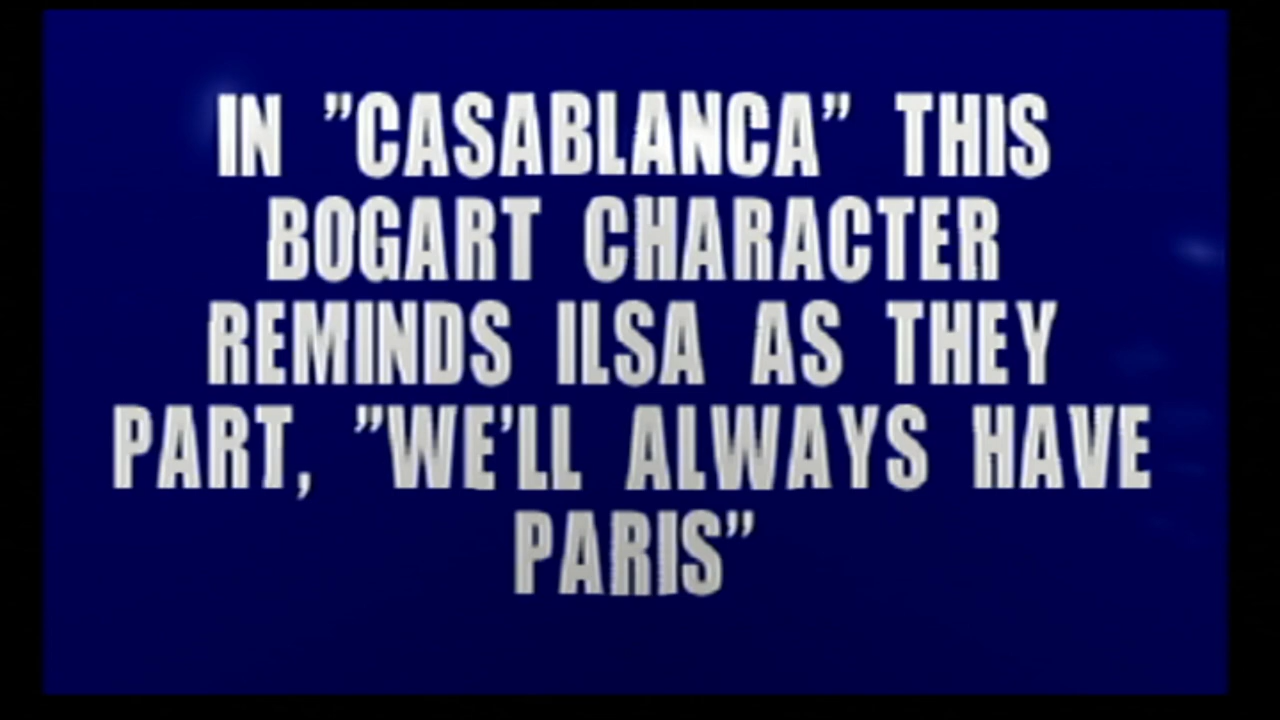 IN ”CASABLANCA” THIS
BOGART CHARACTER
REMINDS ILSA AS THEY
PART, ”WE’LL ALWAYS HAVE
PARIS”